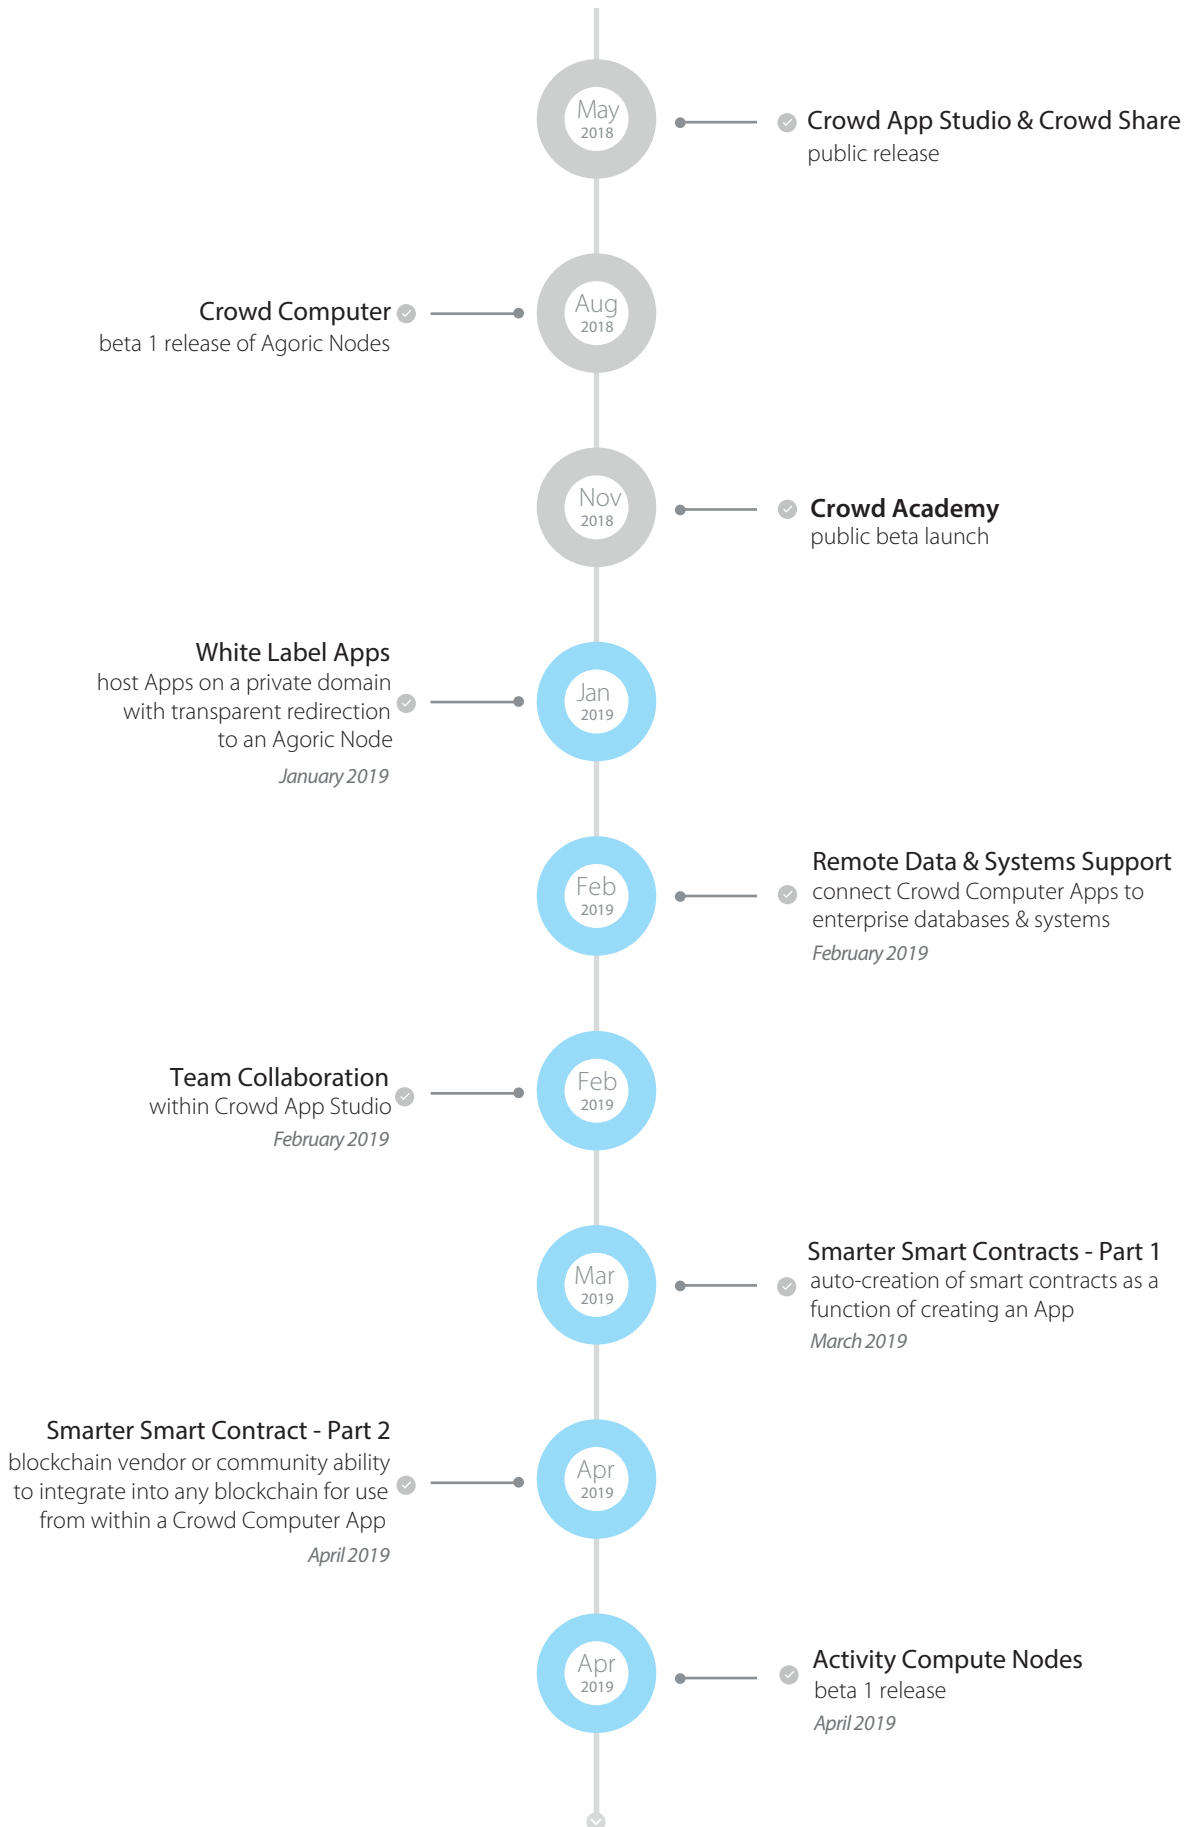 May
2018
Crowd App Studio & Crowd Share
public release
Aug
2018
Crowd Computer
beta 1 release of Agoric Nodes
Nov
2018
Crowd Academy
public beta launch
Jan
2019
White Label Apps
host Apps on a private domain
with transparent redirection
to an Agoric Node
January 2019
Feb
2019
Remote Data & Systems Support
connect Crowd Computer Apps to
enterprise databases & systems
February 2019
Feb
2019
Team Collaboration
within Crowd App Studio
February 2019
Mar
2019
Smarter Smart Contracts - Part 1
auto-creation of smart contracts as a
function of creating an App
March 2019
Apr
2019
Smarter Smart Contract - Part 2
blockchain vendor or community ability
to integrate into any blockchain for use
from within a Crowd Computer App
April 2019
Apr
2019
Activity Compute Nodes
beta 1 release
April 2019